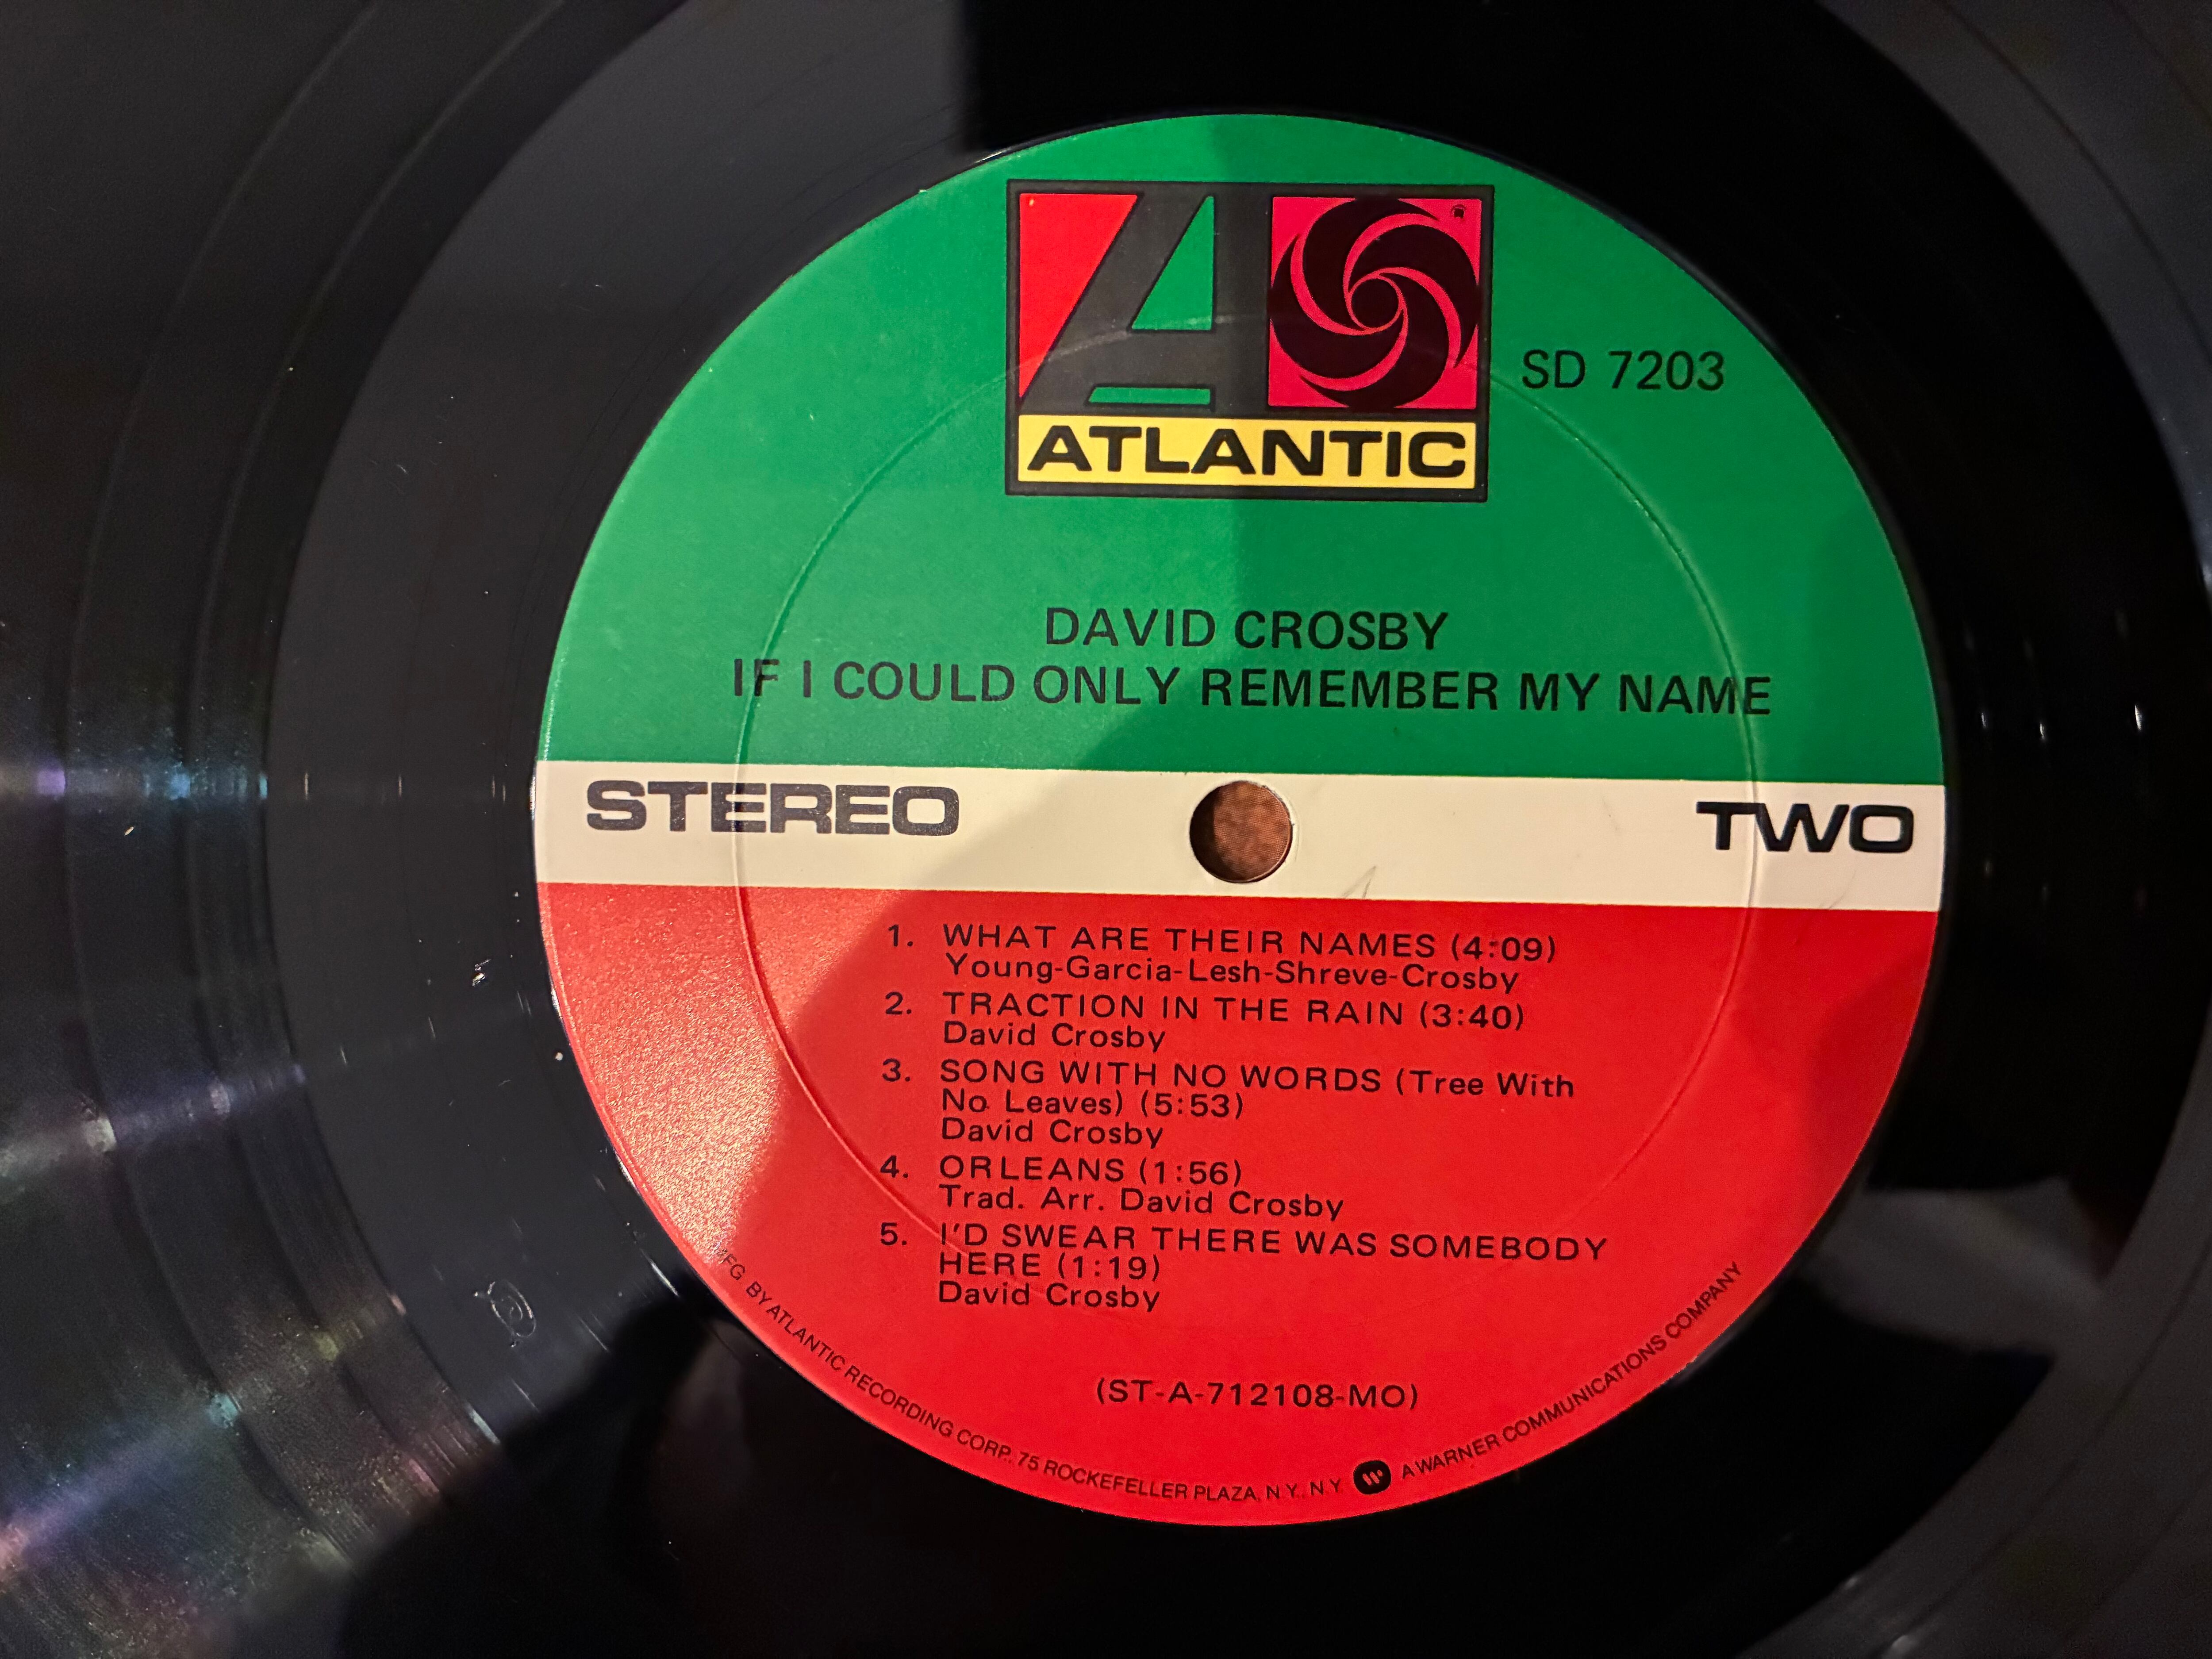 ATLANTIC
SD 7203
DAVID CROSBY
IF I COULD ONLY REMEMBER MY NAME
STEREO
TWO
1. WHAT ARE THEIR NAMES (4:09)
Young-Garcia-Lesh-Shreve-Crosby
2. TRACTION IN THE RAIN (3:40)
David Crosby
3. SONG WITH NO WORDS (Tree With
No Leaves) (5:53)
David Crosby
4. ORLEANS (1:56)
Trad. Arr. David Crosby
5. I'D SWEAR THERE WAS SOMEBODY
HERE (1:19)
David Crosby
(ST-A-712108-MO)
MFG BY ATLANTIC RECORDING CORP. 75 ROCKEFELLER PLAZA, N.Y. N.Y. A WARNER COMMUNICATIONS COMPANY